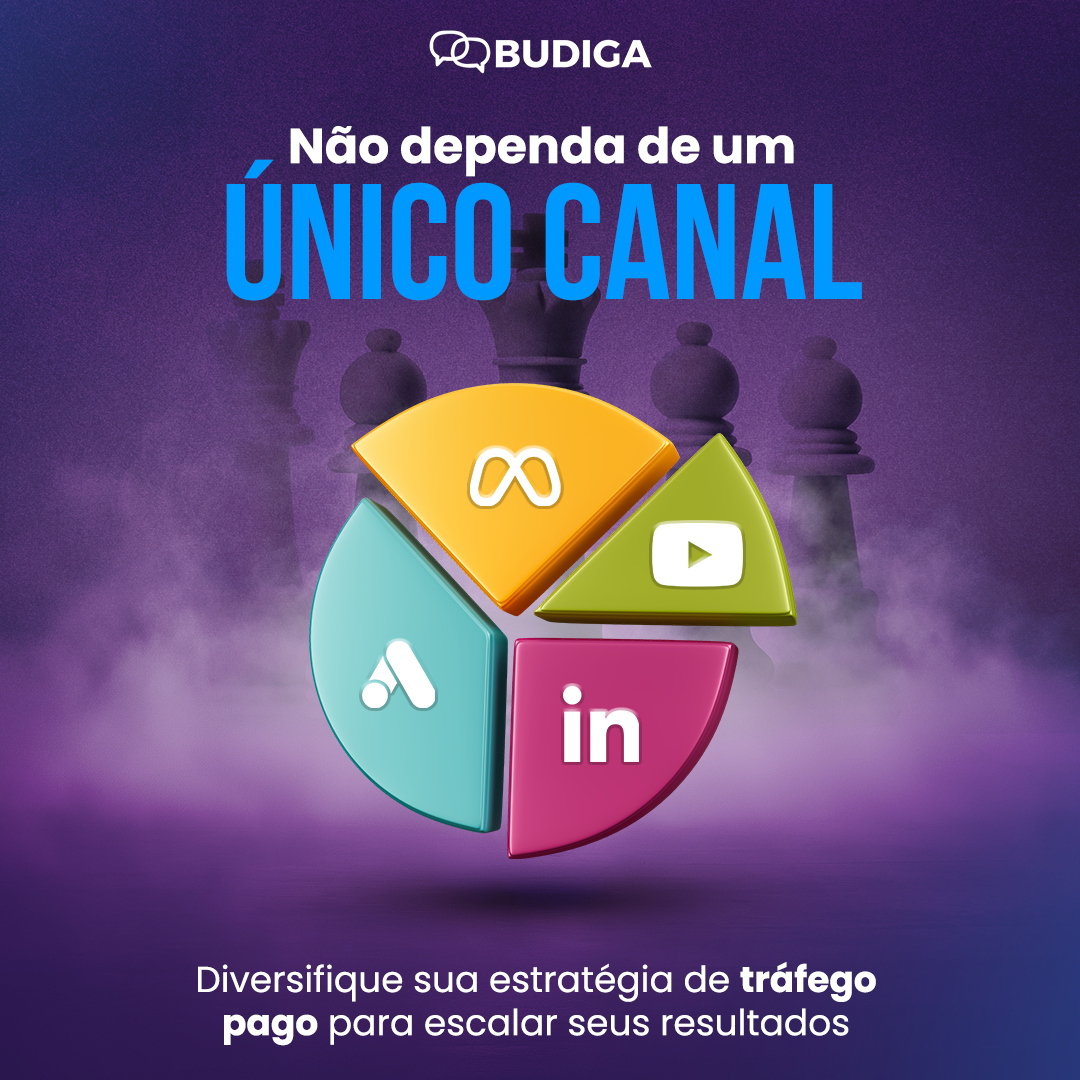 BUDIGA
Não dependa de um
ÚNICO CANAL
in
Diversifique sua estratégia de tráfego
pago para escalar seus resultados